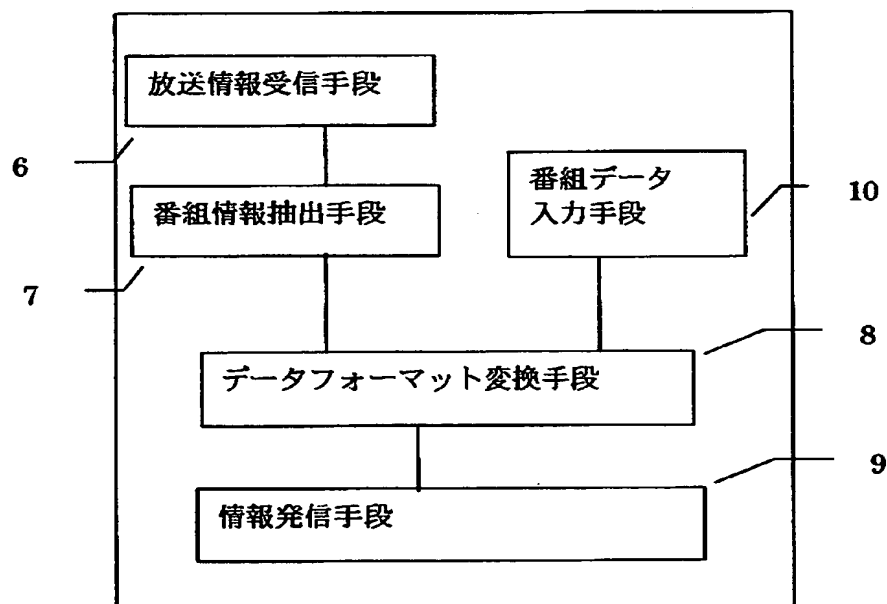 放送情報受信手段
6
番組データ
入力手段
10
番組情報抽出手段
7
8
データフォーマット変換手段
9
情報発信手段